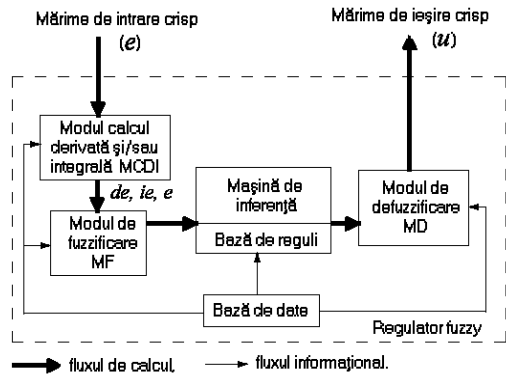 Mărime de intrare crisp
(e)
Mărime de ieşire crisp
(u)
Modul calcul
derivată şi/sau
integrală MCDI
de, ie, e
Modul de
fuzzificare
MF
Maşină de
inferenţă
Bază de reguli
Modul de
defuzzificare
MD
Bază de date
Regulator fuzzy
fluxul de calcul,
fluxul informaţional.